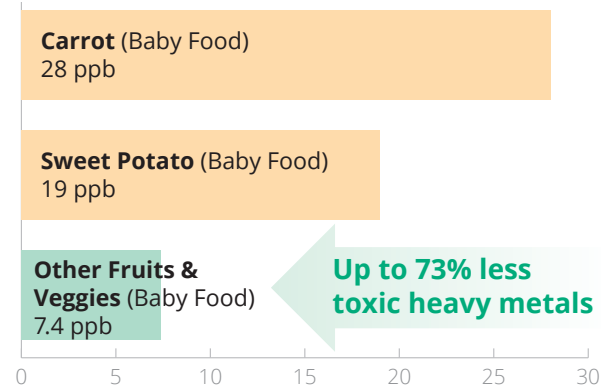 Carrot (Baby Food)
28 ppb
Sweet Potato (Baby Food)
19 ppb
Other Fruits &
Veggies (Baby Food)
7.4 ppb
Up to 73% less
toxic heavy metals
0 5 10 15 20 25 30